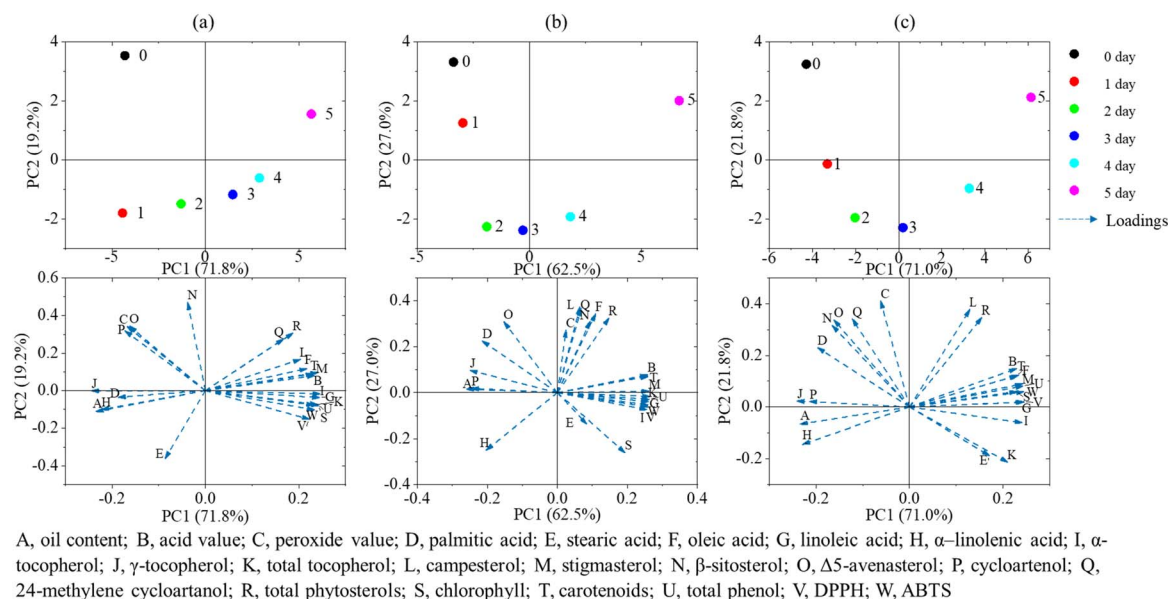 (a)
(b)
(c)
4
2
0
-2
PC2 (19.2%)
0
1
2
3
4
5
-5 0 5
PC1 (71.8%)
4
2
0
-2
PC2 (27.0%)
0
1
2
3
4
5
-5 0 5
PC1 (62.5%)
4
2
0
-2
-4
PC2 (21.8%)
0
1
2
3
4
5
-6 -4 -2 0 2 4 6
PC1 (71.0%)
0 day
1 day
2 day
3 day
4 day
5 day
Loadings
0.6
0.4
0.2
0.0
-0.2
-0.4
PC2 (19.2%)
N
C O
P
Q R
L
F T M
B
J
D
A H
I
G K
U
W S
V
E
-0.2 0.0 0.2
PC1 (71.8%)
0.4
0.2
0.0
-0.2
-0.4
PC2 (27.0%)
L Q F
N R
C
O
D
J
A P
B
T
M
U
G
W
I V
E
H
S
-0.4 -0.2 0.0 0.2 0.4
PC1 (62.5%)
0.4
0.2
0.0
-0.2
PC2 (21.8%)
C
O Q
N
D
L
R
B
T
F
M U
W
S V
G
I
J P
A
H
E K
-0.2 0.0 0.2
PC1 (71.0%)
A, oil content; B, acid value; C, peroxide value; D, palmitic acid; E, stearic acid; F, oleic acid; G, linoleic acid; H, α–linolenic acid; I, α-
tocopherol; J, γ-tocopherol; K, total tocopherol; L, campesterol; M, stigmasterol; N, β-sitosterol; O, Δ5-avenasterol; P, cycloartenol; Q,
24-methylene cycloartanol; R, total phytosterols; S, chlorophyll; T, carotenoids; U, total phenol; V, DPPH; W, ABTS